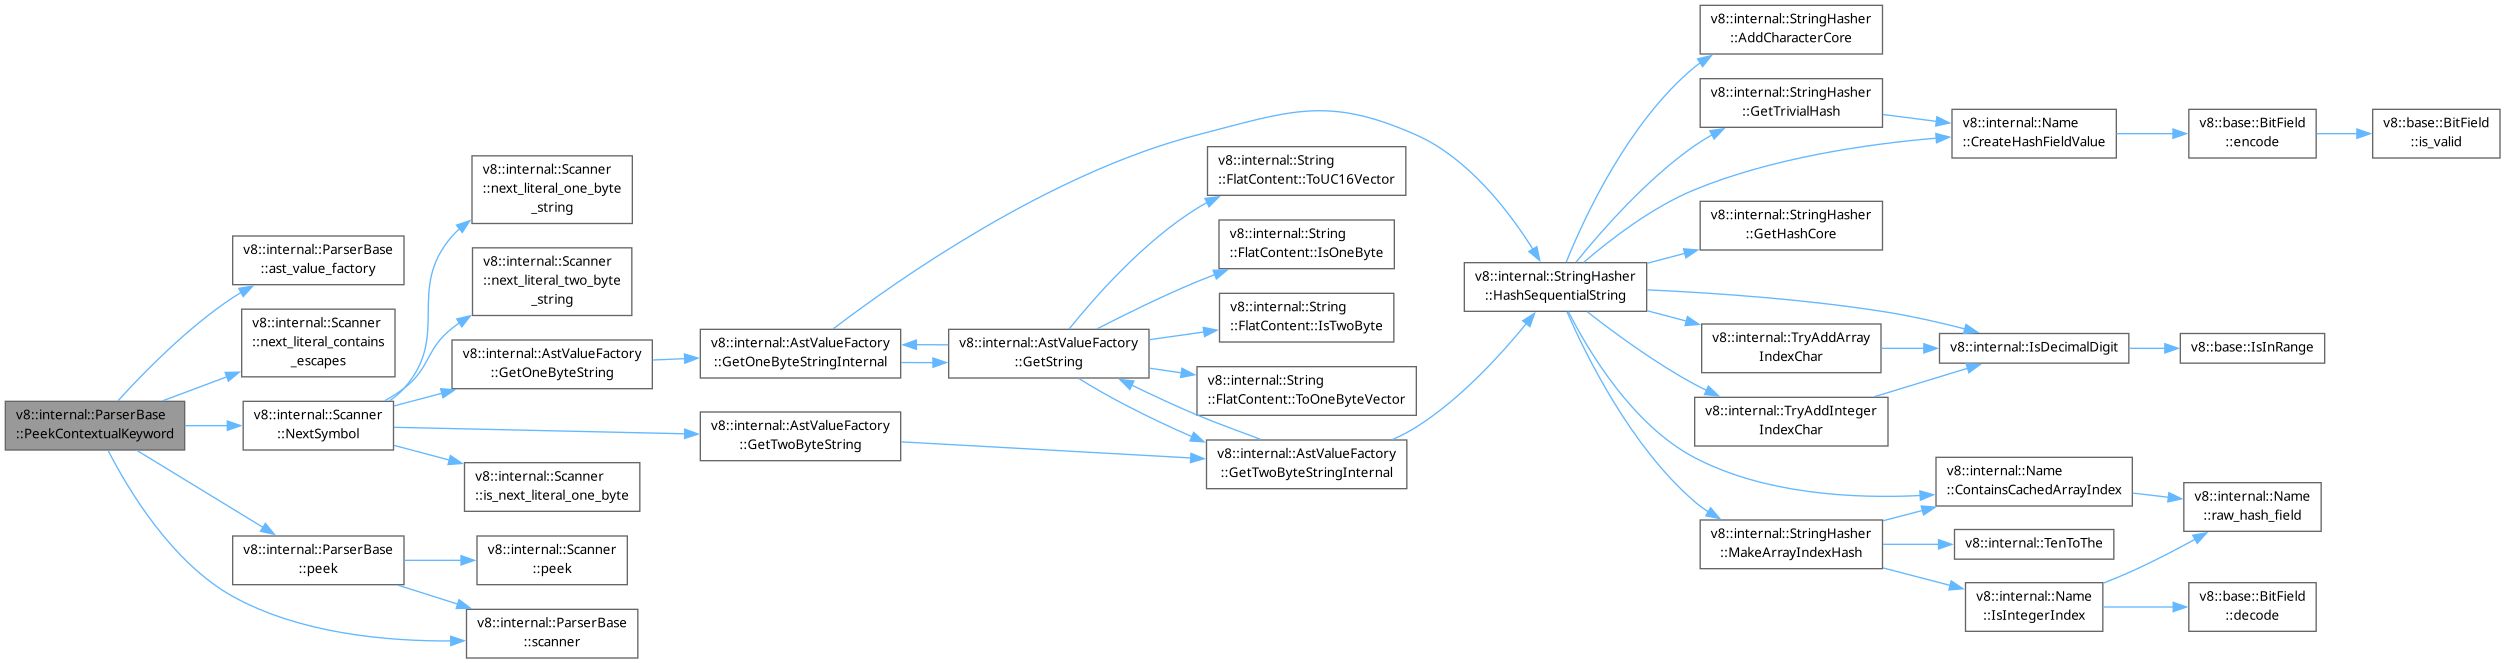 v8::internal::ParserBase
::PeekContextualKeyword
v8::internal::ParserBase
::ast_value_factory
v8::internal::Scanner
::next_literal_contains
_escapes
v8::internal::Scanner
::NextSymbol
v8::internal::ParserBase
::peek
v8::internal::Scanner
::next_literal_one_byte
_string
v8::internal::Scanner
::next_literal_two_byte
_string
v8::internal::AstValueFactory
::GetOneByteString
v8::internal::Scanner
::is_next_literal_one_byte
v8::internal::Scanner
::peek
v8::internal::ParserBase
::scanner
v8::internal::AstValueFactory
::GetOneByteStringInternal
v8::internal::AstValueFactory
::GetTwoByteString
v8::internal::AstValueFactory
::GetString
v8::internal::String
::FlatContent::ToUC16Vector
v8::internal::String
::FlatContent::IsOneByte
v8::internal::String
::FlatContent::IsTwoByte
v8::internal::String
::FlatContent::ToOneByteVector
v8::internal::AstValueFactory
::GetTwoByteStringInternal
v8::internal::StringHasher
::HashSequentialString
v8::internal::StringHasher
::AddCharacterCore
v8::internal::StringHasher
::GetTrivialHash
v8::internal::StringHasher
::GetHashCore
v8::internal::TryAddArray
IndexChar
v8::internal::TryAddInteger
IndexChar
v8::internal::StringHasher
::MakeArrayIndexHash
v8::internal::Name
::CreateHashFieldValue
v8::internal::IsDecimalDigit
v8::internal::Name
::ContainsCachedArrayIndex
v8::internal::TenToThe
v8::internal::Name
::IsIntegerIndex
v8::base::BitField
::encode
v8::base::IsInRange
v8::internal::Name
::raw_hash_field
v8::base::BitField
::decode
v8::base::BitField
::is_valid